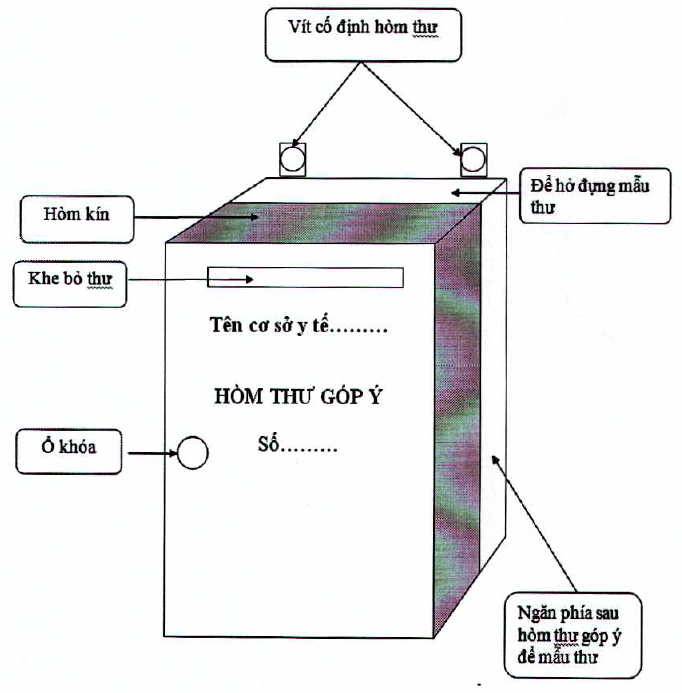 Vít cố định hòm thư
Để hở đựng mẫu
thư
Hòm kín
Khe bỏ thư
Tên cơ sở y tế.........
HÒM THƯ GÓP Ý
Ổ khóa
Số.........
Ngăn phía sau
hòm thư góp ý
để mẫu thư